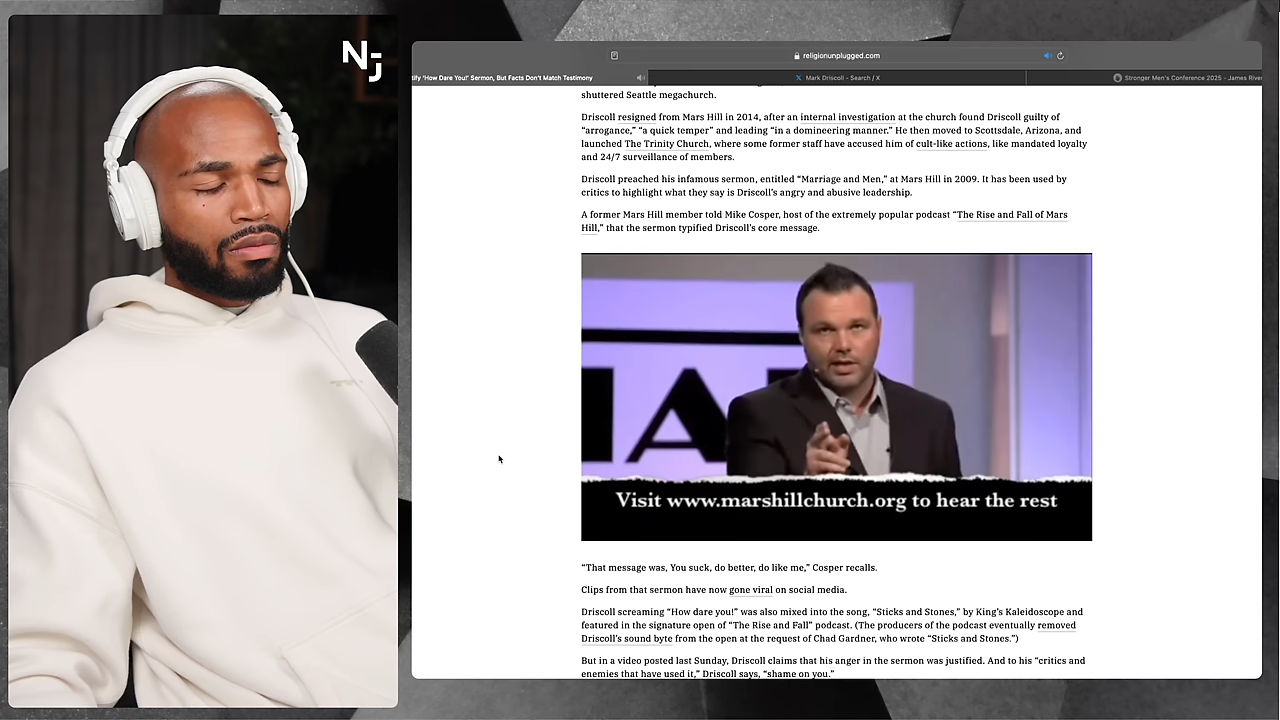 NJ
religionunplugged.com
tify ‘How Dare You!’ Sermon, But Facts Don’t Match Testimony
Mark Driscoll - Search / X
Stronger Men's Conference 2025 - James River
shuttered Seattle megachurch.
Driscoll resigned from Mars Hill in 2014, after an internal investigation at the church found Driscoll guilty of
“arrogance,” “a quick temper” and leading “in a domineering manner.” He then moved to Scottsdale, Arizona, and
launched The Trinity Church, where some former staff have accused him of cult-like actions, like mandated loyalty
and 24/7 surveillance of members.
Driscoll preached his infamous sermon, entitled “Marriage and Men,” at Mars Hill in 2009. It has been used by
critics to highlight what they say is Driscoll’s angry and abusive leadership.
A former Mars Hill member told Mike Cosper, host of the extremely popular podcast “The Rise and Fall of Mars
Hill,” that the sermon typified Driscoll’s core message.
Visit www.marshillchurch.org to hear the rest
“That message was, You suck, do better, do like me,” Cosper recalls.
Clips from that sermon have now gone viral on social media.
Driscoll screaming “How dare you!” was also mixed into the song, “Sticks and Stones,” by King’s Kaleidoscope and
featured in the signature open of “The Rise and Fall” podcast. (The producers of the podcast eventually removed
Driscoll’s sound byte from the open at the request of Chad Gardner, who wrote “Sticks and Stones.”)
But in a video posted last Sunday, Driscoll claims that his anger in the sermon was justified. And to his “critics and
enemies that have used it,” Driscoll says, “shame on you.”